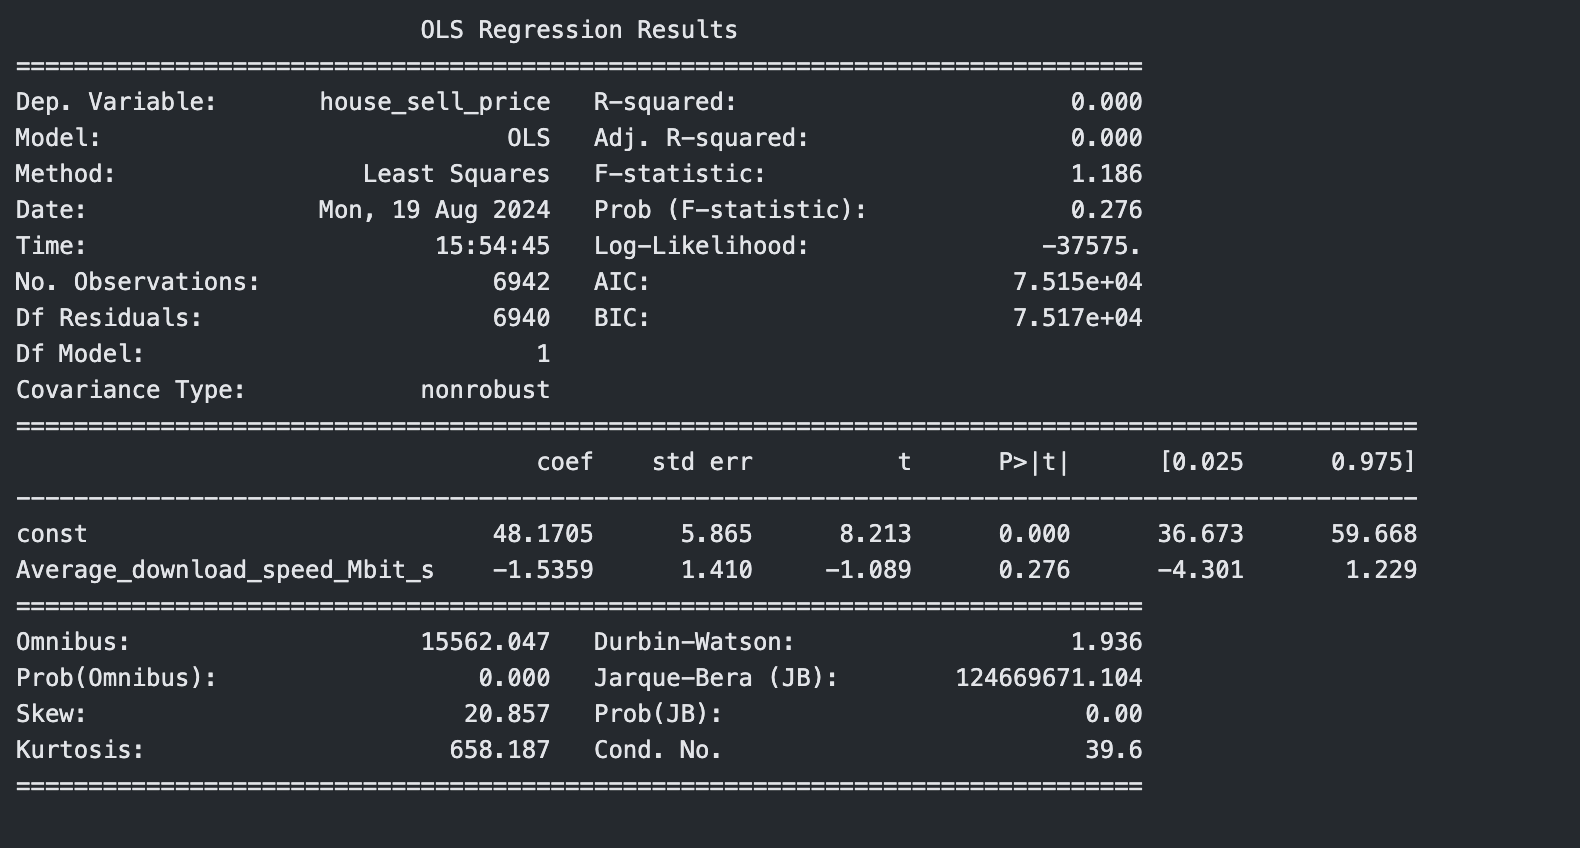 OLS Regression Results
==============================================================================
Dep. Variable:       house_sell_price   R-squared:                       0.000
Model:                            OLS   Adj. R-squared:                  0.000
Method:                 Least Squares   F-statistic:                     1.186
Date:                Mon, 19 Aug 2024   Prob (F-statistic):              0.276
Time:                        15:54:45   Log-Likelihood:                -37575.
No. Observations:                6942   AIC:                         7.515e+04
Df Residuals:                    6940   BIC:                         7.517e+04
Df Model:                           1
Covariance Type:            nonrobust
=================================================================================================
                                    coef    std err          t      P>|t|      [0.025      0.975]
-------------------------------------------------------------------------------------------------
const                            48.1705      5.865      8.213      0.000      36.673      59.668
Average_download_speed_Mbit_s    -1.5359      1.410     -1.089      0.276      -4.301       1.229
==============================================================================
Omnibus:                    15562.047   Durbin-Watson:                   1.936
Prob(Omnibus):                  0.000   Jarque-Bera (JB):        124669671.104
Skew:                          20.857   Prob(JB):                         0.00
Kurtosis:                     658.187   Cond. No.                         39.6
==============================================================================